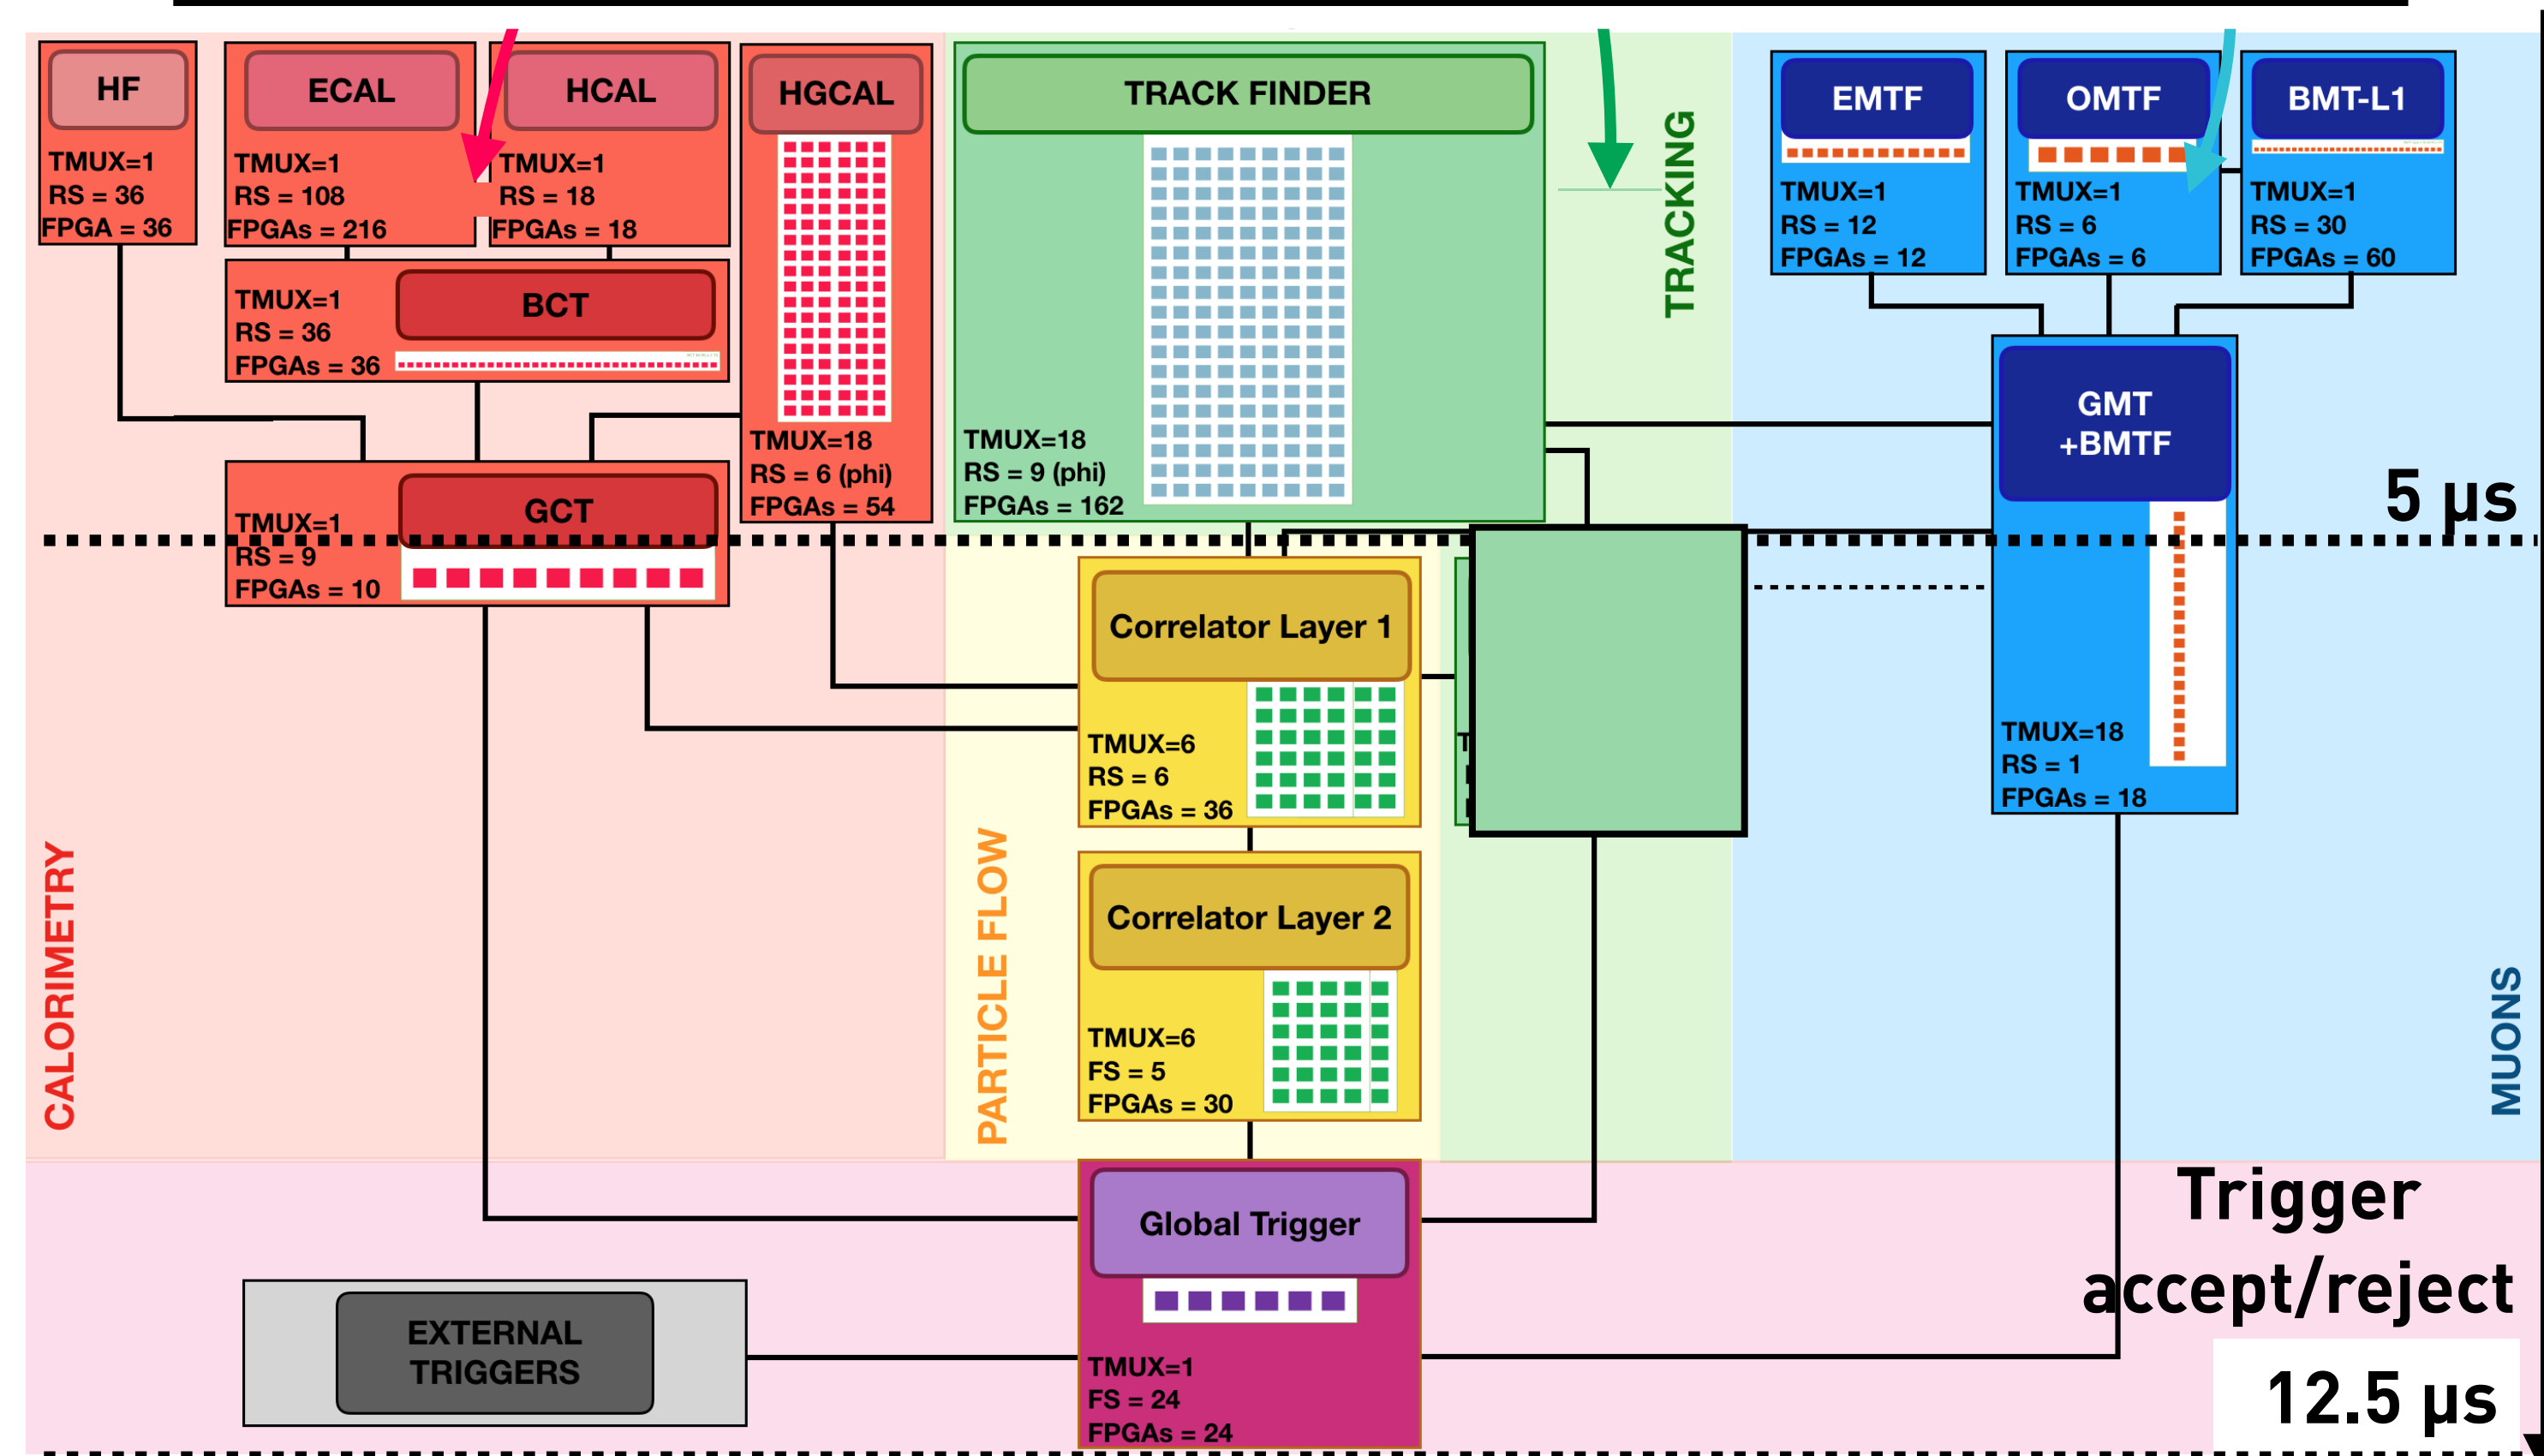 HF
TMUX=1
RS = 36
FPGA = 36
ECAL
TMUX=1
RS = 108
FPGAs = 216
HCAL
TMUX=1
RS = 18
FPGAs = 18
HGCAL
TMUX=18
RS = 6 (phi)
FPGAs = 54
BCT
TMUX=1
RS = 36
FPGAs = 36
GCT
TMUX=1
RS = 9
FPGAs = 10
CALORIMETRY
TRACK FINDER
TMUX=18
RS = 9 (phi)
FPGAs = 162
TRACKING
EMTF
TMUX=1
RS = 12
FPGAs = 12
OMTF
TMUX=1
RS = 6
FPGAs = 6
BMT-L1
TMUX=1
RS = 30
FPGAs = 60
GMT
+BMTF
TMUX=18
RS = 1
FPGAs = 18
5 µs
MUONS
PARTICLE FLOW
Correlator Layer 1
TMUX=6
RS = 6
FPGAs = 36
Correlator Layer 2
TMUX=6
FS = 5
FPGAs = 30
Global Trigger
TMUX=1
FS = 24
FPGAs = 24
EXTERNAL
TRIGGERS
Trigger
accept/reject
12.5 µs